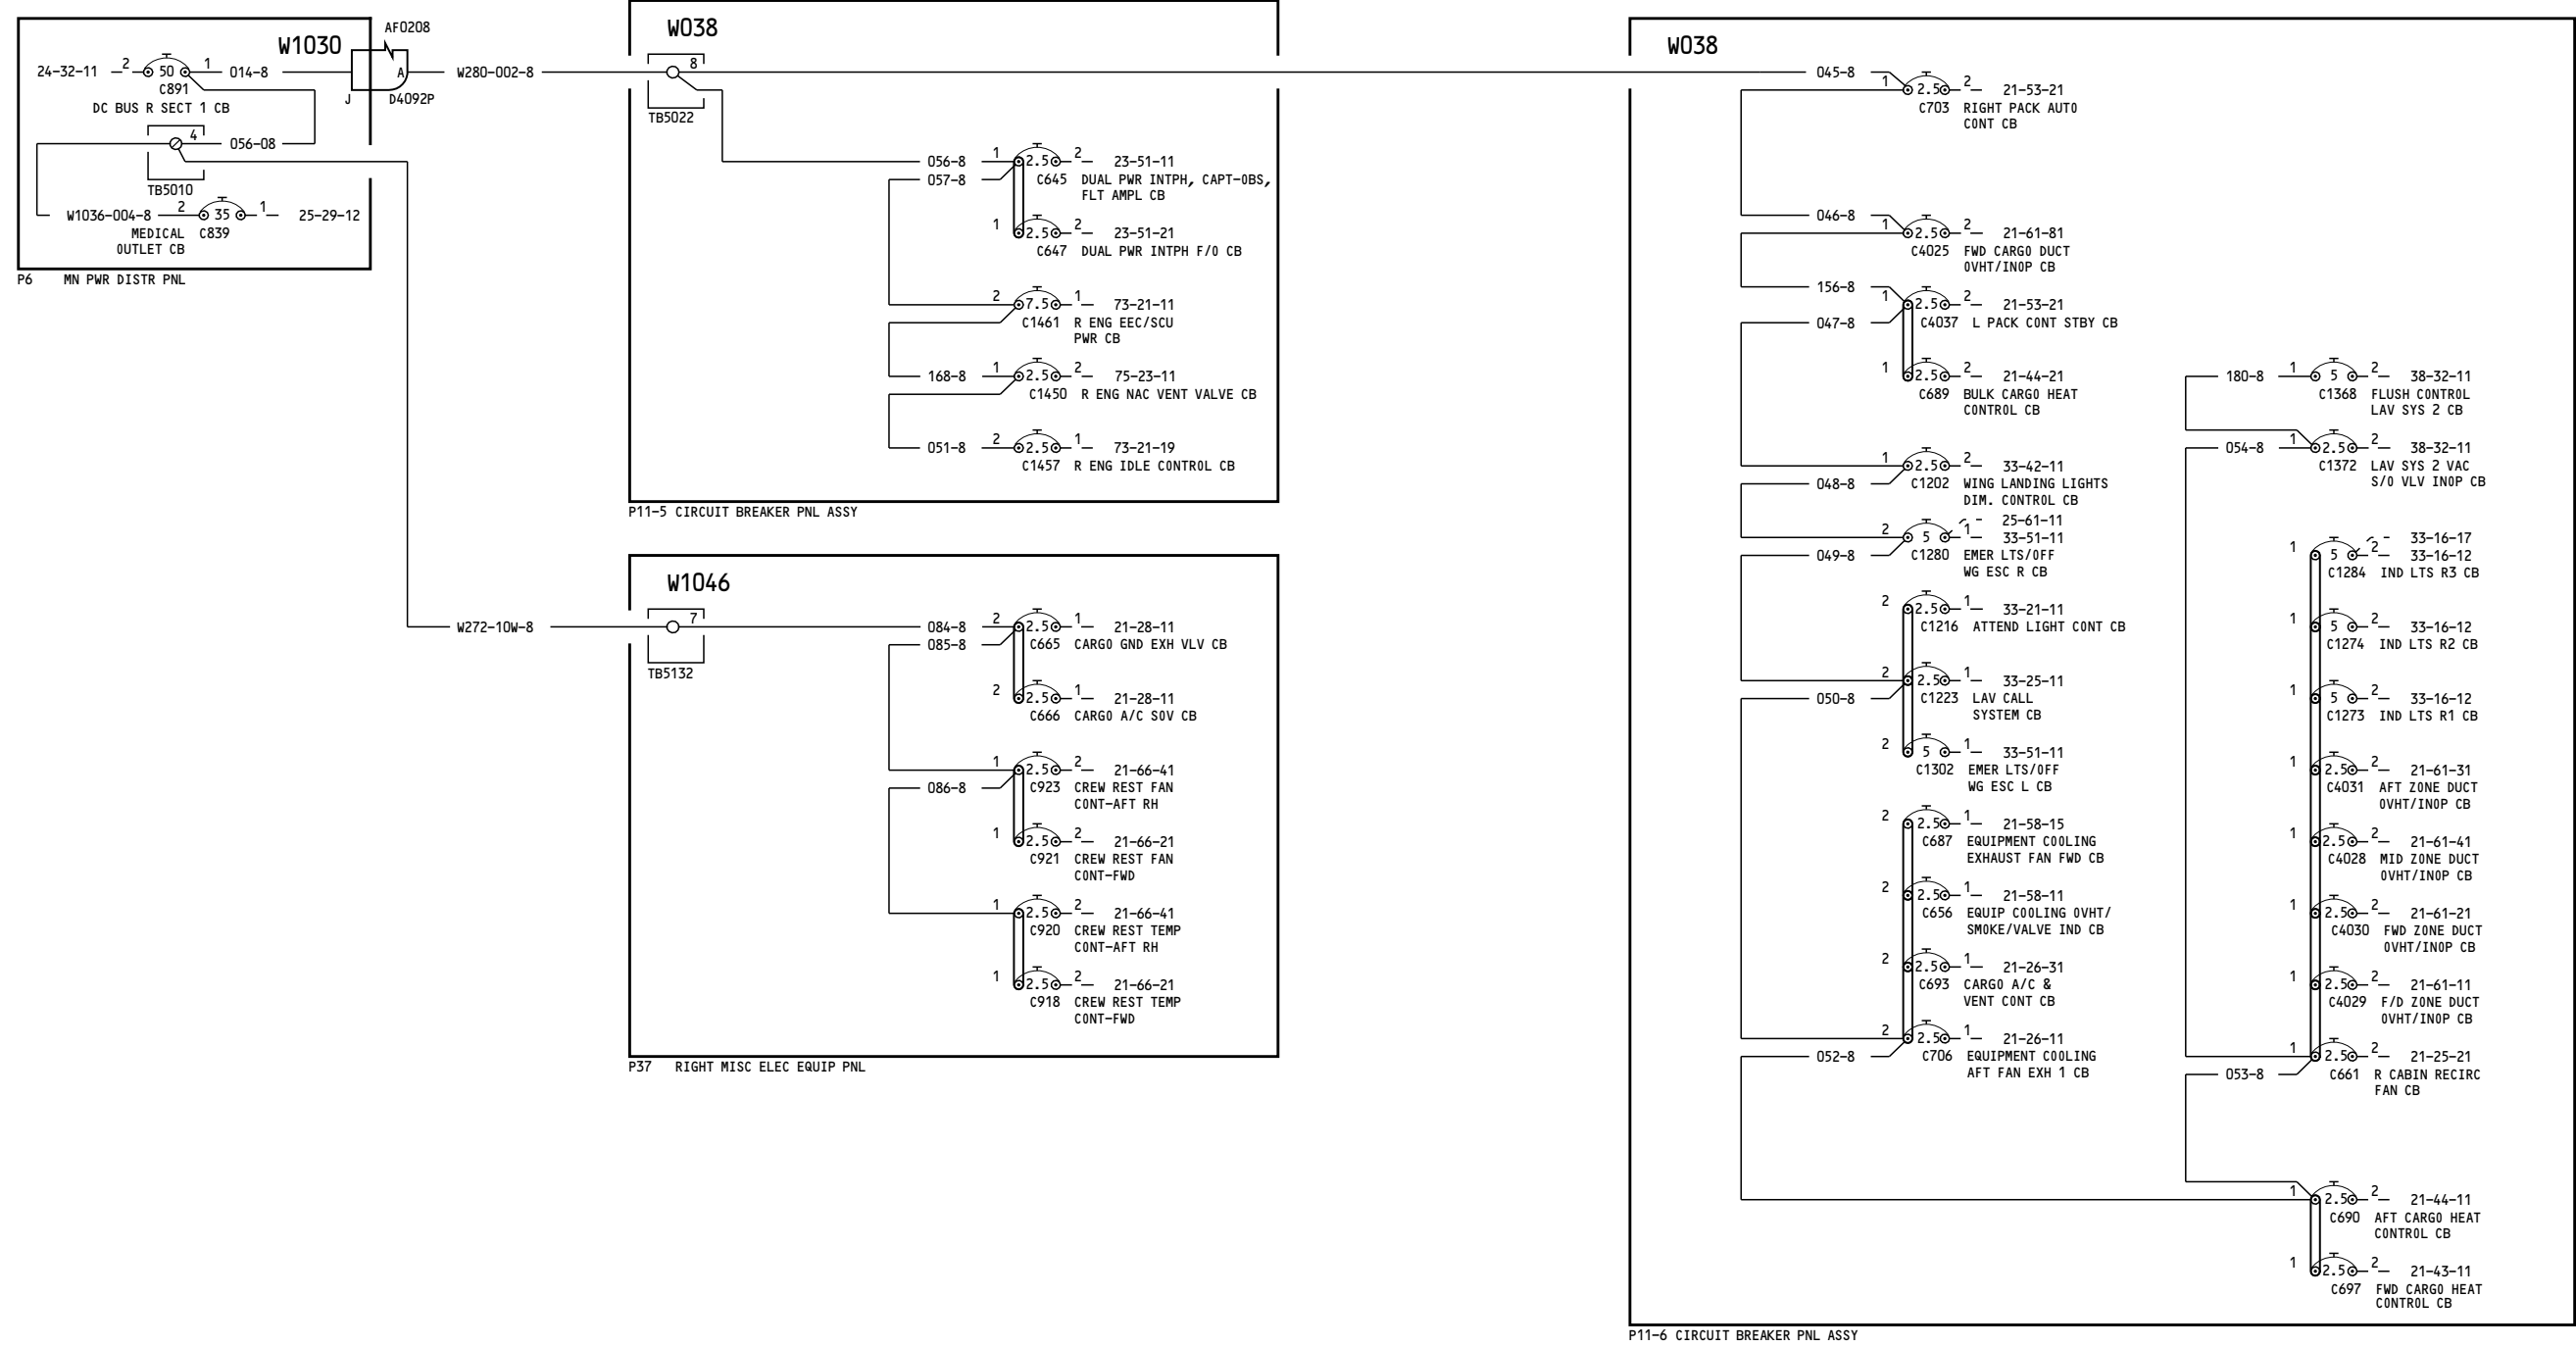 W1030
AF0208
24-32-11 2 50 1 014-8
C891
DC BUS R SECT 1 CB
J A D4092P
W280-002-8
4
056-08
TB5010
W1036-004-8 2 35 1 25-29-12
MEDICAL C839
OUTLET CB
P6 MN PWR DISTR PNL
W272-10W-8
W038
8
TB5022
056-8 1 2.5 2 23-51-11
057-8 C645 DUAL PWR INTPH, CAPT-OBS,
FLT AMPL CB
1 2.5 2 23-51-21
C647 DUAL PWR INTPH F/O CB
2 7.5 1 73-21-11
C1461 R ENG EEC/SCU
PWR CB
168-8 1 2.5 2 75-23-11
C1450 R ENG NAC VENT VALVE CB
051-8 2 2.5 1 73-21-19
C1457 R ENG IDLE CONTROL CB
P11-5 CIRCUIT BREAKER PNL ASSY
W1046
7
TB5132
084-8 2 2.5 1 21-28-11
085-8 C665 CARGO GND EXH VLV CB
2 2.5 1 21-28-11
C666 CARGO A/C SOV CB
1 2.5 2 21-66-41
086-8 C923 CREW REST FAN
CONT-AFT RH
1 2.5 2 21-66-21
C921 CREW REST FAN
CONT-FWD
1 2.5 2 21-66-41
C920 CREW REST TEMP
CONT-AFT RH
1 2.5 2 21-66-21
C918 CREW REST TEMP
CONT-FWD
P37 RIGHT MISC ELEC EQUIP PNL
W038
045-8 1 2.5 2 21-53-21
C703 RIGHT PACK AUTO
CONT CB
046-8 1 2.5 2 21-61-81
C4025 FWD CARGO DUCT
OVHT/INOP CB
156-8 1 2.5 2 21-53-21
047-8 C4037 L PACK CONT STBY CB
1 2.5 2 21-44-21
C689 BULK CARGO HEAT
CONTROL CB
1 2.5 2 33-42-11
048-8 C1202 WING LANDING LIGHTS
DIM. CONTROL CB
25-61-11
2 5 1 33-51-11
049-8 C1280 EMER LTS/OFF
WG ESC R CB
2 2.5 1 33-21-11
C1216 ATTEND LIGHT CONT CB
2 2.5 1 33-25-11
050-8 C1223 LAV CALL
SYSTEM CB
2 5 1 33-51-11
C1302 EMER LTS/OFF
WG ESC L CB
2 2.5 1 21-58-15
C687 EQUIPMENT COOLING
EXHAUST FAN FWD CB
2 2.5 1 21-58-11
C656 EQUIP COOLING OVHT/
SMOKE/VALVE IND CB
2 2.5 1 21-26-31
C693 CARGO A/C &
VENT CONT CB
2 2.5 1 21-26-11
052-8 C706 EQUIPMENT COOLING
AFT FAN EXH 1 CB
180-8 1 5 2 38-32-11
C1368 FLUSH CONTROL
LAV SYS 2 CB
054-8 1 2.5 2 38-32-11
C1372 LAV SYS 2 VAC
S/O VLV INOP CB
33-16-17
1 5 2 33-16-12
C1284 IND LTS R3 CB
1 5 2 33-16-12
C1274 IND LTS R2 CB
1 5 2 33-16-12
C1273 IND LTS R1 CB
1 2.5 2 21-61-31
C4031 AFT ZONE DUCT
OVHT/INOP CB
1 2.5 2 21-61-41
C4028 MID ZONE DUCT
OVHT/INOP CB
1 2.5 2 21-61-21
C4030 FWD ZONE DUCT
OVHT/INOP CB
1 2.5 2 21-61-11
C4029 F/D ZONE DUCT
OVHT/INOP CB
1 2.5 2 21-25-21
053-8 C661 R CABIN RECIRC
FAN CB
1 2.5 2 21-44-11
C690 AFT CARGO HEAT
CONTROL CB
1 2.5 2 21-43-11
C697 FWD CARGO HEAT
CONTROL CB
P11-6 CIRCUIT BREAKER PNL ASSY